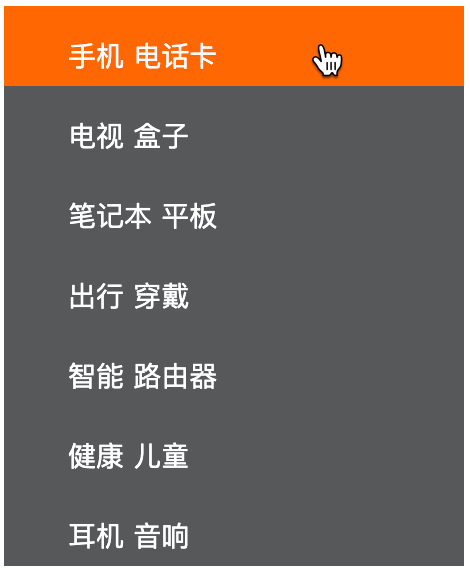 手机 电话卡
电视 盒子
笔记本 平板
出行 穿戴
智能 路由器
健康 儿童
耳机 音响